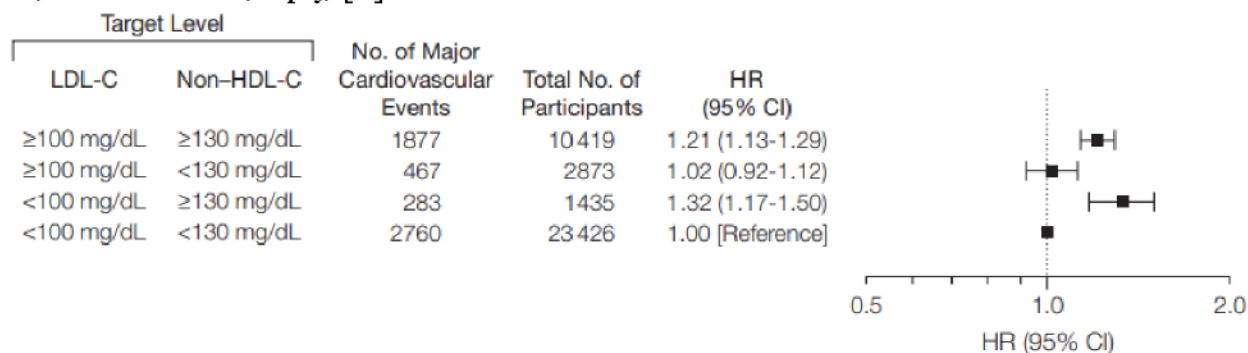 Target Level
No. of Major
LDL-C Non–HDL-C Cardiovascular Total No. of HR
Events Participants (95% CI)
≥100 mg/dL ≥130 mg/dL 1877 10 419 1.21 (1.13-1.29)
≥100 mg/dL <130 mg/dL 467 2873 1.02 (0.92-1.12)
<100 mg/dL ≥130 mg/dL 283 1435 1.32 (1.17-1.50)
<100 mg/dL <130 mg/dL 2760 23 426 1.00 [Reference]
0.5 1.0 2.0
HR (95% CI)